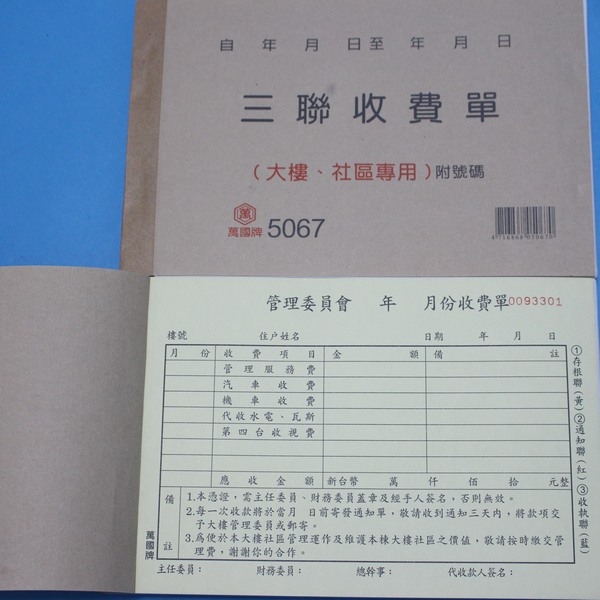 自 年 月 日至 年 月 日
三聯收費單
(大樓、社區專用)附號碼
萬
萬國牌 5067
管理委員會 年 月份收費單0093301
樓號 住戶姓名 日期 年 月 日
月 份 收費項目 金 額 備 註
管理服務費
汽車收費
機車收費
代收水電、瓦斯
第四台收視費
應收金額 新台幣 萬 仟 佰 拾 元整
備註
1.本憑證,需主任委員、財務委員蓋章及經手人簽名,否則無效。
2.每一次收款將於當月 日前寄發通知單,敬請收到通知三天內,將款項交
予大樓管理委員或郵寄。
3.為便於本大樓社區管理運作及維護本棟大樓社區之價值,敬請按時繳交管
理費,謝謝你的合作。
主任委員: 財務委員: 總幹事: 代收款人簽名:
①存根聯(黃)②通知聯(紅)③收執聯(藍)
萬國牌